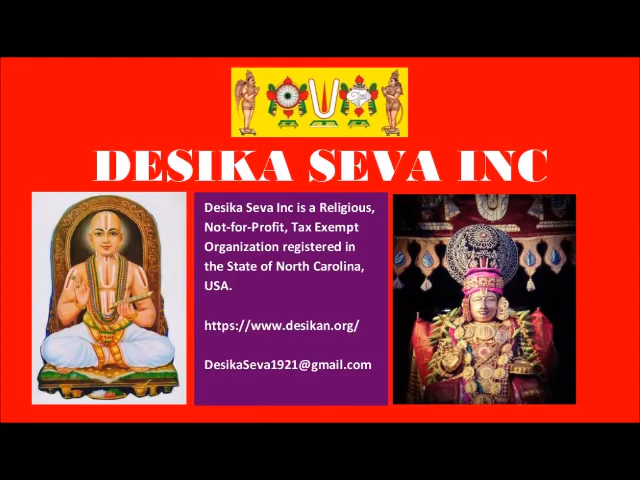 DESIKA SEVA INC
Desika Seva Inc is a Religious,
Not-for-Profit, Tax Exempt
Organization registered in
the State of North Carolina,
USA.
https://www.desikan.org/
DesikaSeva1921@gmail.com